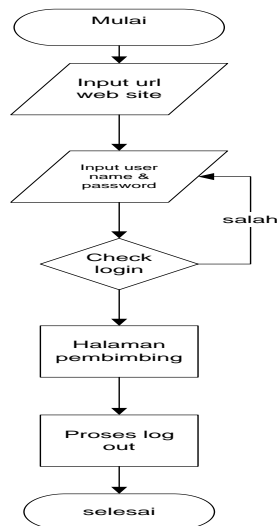 Mulai
Input url
web site
Input user
name &
password
salah
Check
login
Halaman
pembimbing
Proses log
out
selesai